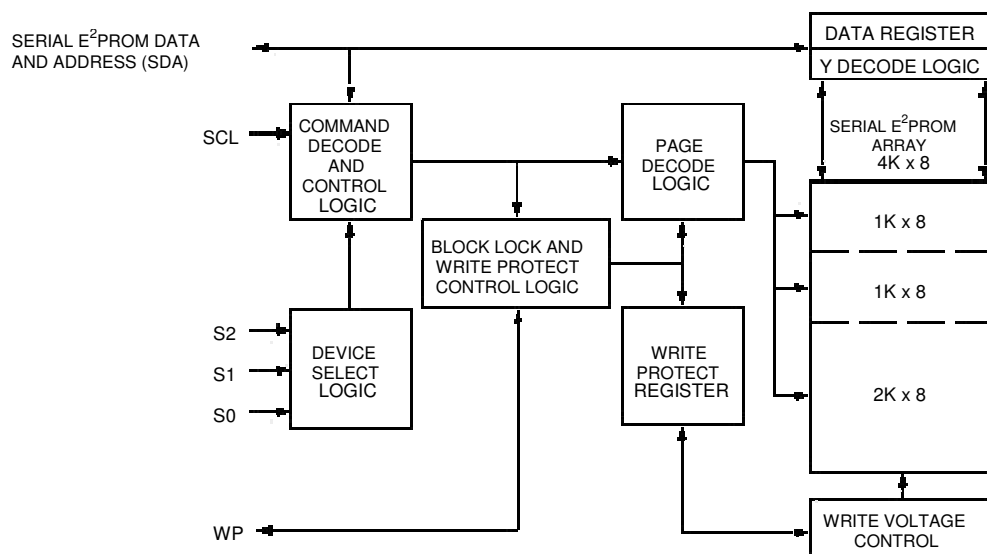 SERIAL E²PROM DATA
AND ADDRESS (SDA)
DATA REGISTER
Y DECODE LOGIC
SCL
COMMAND
DECODE
AND
CONTROL
LOGIC
PAGE
DECODE
LOGIC
SERIAL E²PROM
ARRAY
4K x 8
1K x 8
BLOCK LOCK AND
WRITE PROTECT
CONTROL LOGIC
1K x 8
S2
S1
S0
DEVICE
SELECT
LOGIC
WRITE
PROTECT
REGISTER
2K x 8
WP
WRITE VOLTAGE
CONTROL